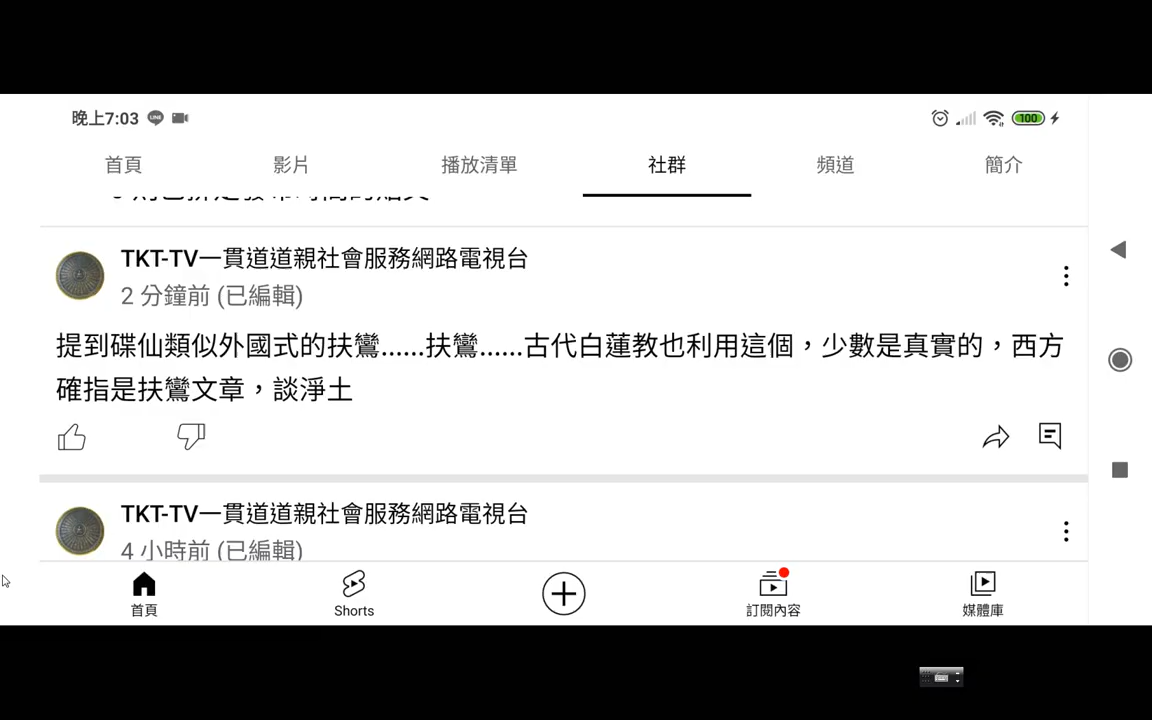 晚上7:03
100
首頁 影片 播放清單 社群 頻道 簡介
TKT-TV一貫道道親社會服務網路電視台
2 分鐘前 (已編輯)
提到碟仙類似外國式的扶鸞......扶鸞......古代白蓮教也利用這個，少數是真實的，西方
確指是扶鸞文章，談淨土
TKT-TV一貫道道親社會服務網路電視台
4 小時前 (已編輯)
首頁 Shorts 訂閱內容 媒體庫